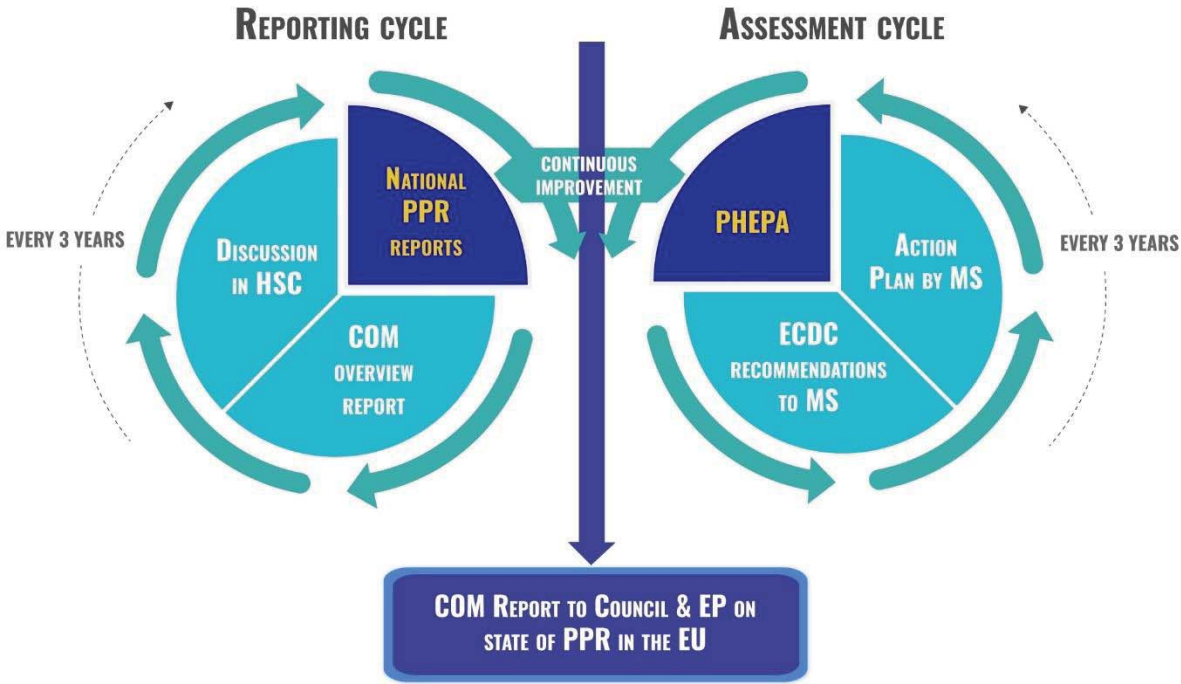 REPORTING CYCLE
ASSESSMENT CYCLE
EVERY 3 YEARS
NATIONAL
PPR
REPORTS
DISCUSSION
IN HSC
COM
OVERVIEW
REPORT
CONTINUOUS
IMPROVEMENT
PHEPA
ACTION
PLAN BY MS
ECDC
RECOMMENDATIONS
TO MS
EVERY 3 YEARS
COM REPORT TO COUNCIL & EP ON
STATE OF PPR IN THE EU